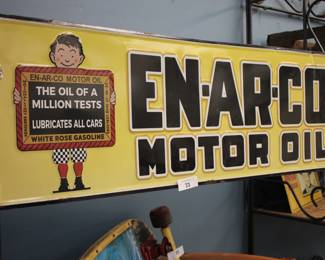 EN-AR-CO MOTOR OIL
THE OIL OF A
MILLION TESTS
LUBRICATES ALL CARS
WHITE ROSE GASOLINE
EN-AR-CO
MOTOR OIL